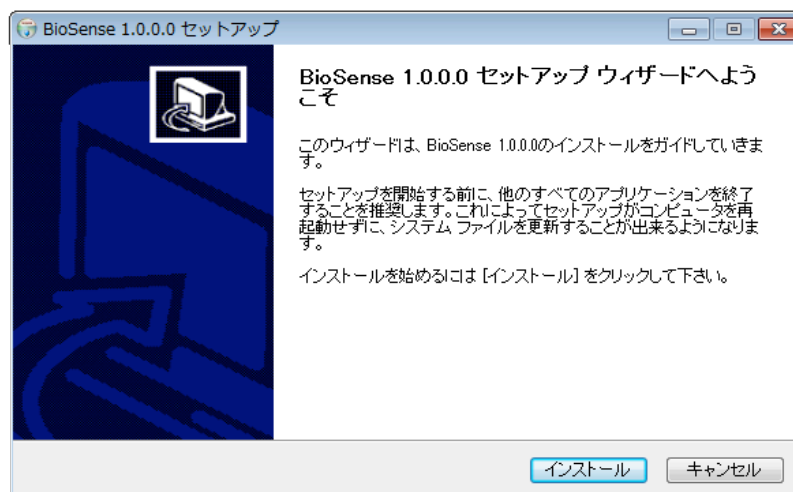 BioSense 1.0.0.0 セットアップ
BioSense 1.0.0.0 セットアップ ウィザードへよう
こそ
このウィザードは、BioSense 1.0.0.0のインストールをガイドしていきま
す。
セットアップを開始する前に、他のすべてのアプリケーションを終了
することを推奨します。これによってセットアップがコンピュータを再
起動せずに、システム ファイルを更新することが出来るようになりま
す。
インストールを始めるには [インストール] をクリックして下さい。
インストール
キャンセル